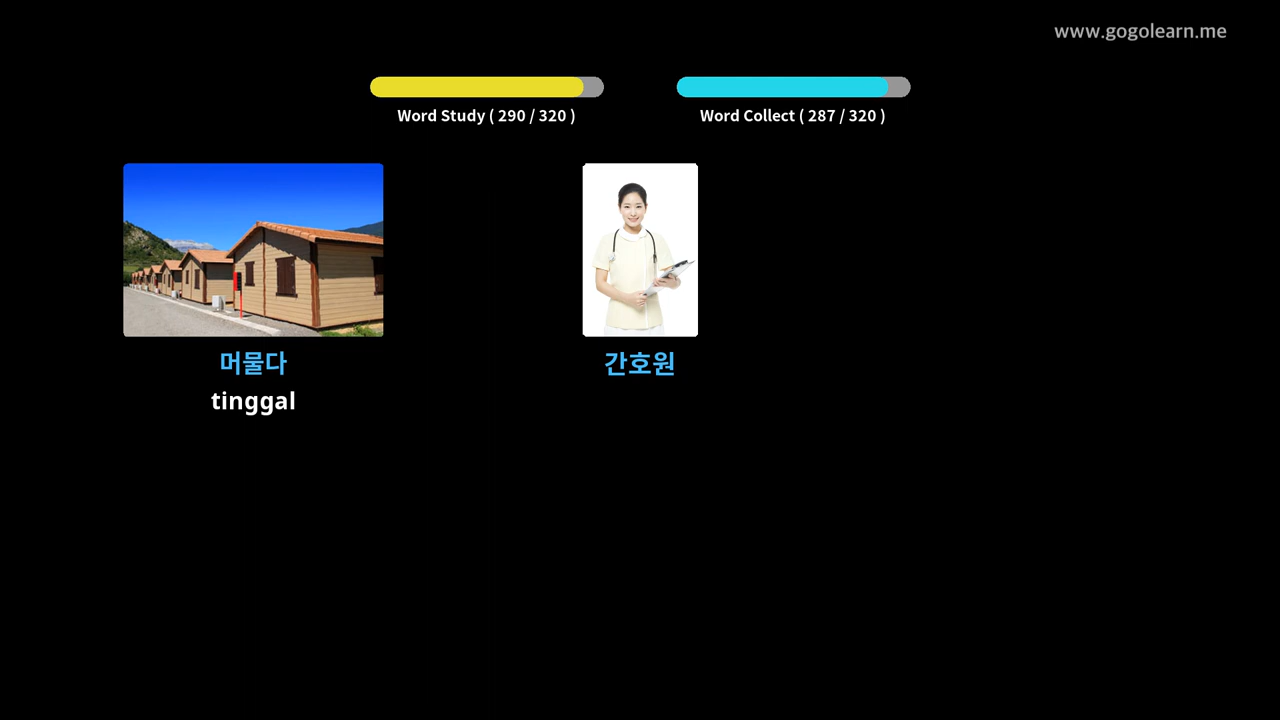 www.gogolearn.me
Word Study ( 290 / 320 )
Word Collect ( 287 / 320 )
머물다
tinggal
간호원